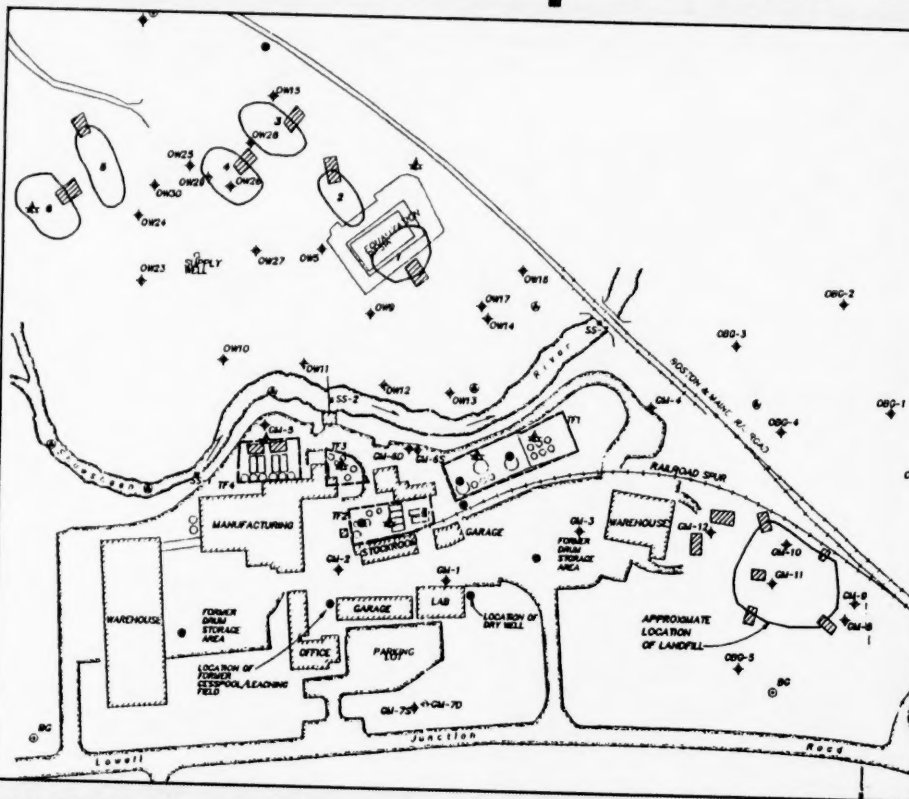 OW15
3
OW28
5
OW25
4
OW29
OW26
OW30
2
6
OW24
EQUALIZATION
1
SUPPLY
WELL
OW27
OW5
OW23
OW18
OW17
OW9
OW14
OBG-2
SS-
River
OBG-3
OW10
BOSTON & MAINE RAILROAD
OW11
OW12
OW13
SS-2
GM-4
OBG-1
OBG-4
GM-5
TF1
TF3
GM-6D
GM-6S
Shawsheen
SS-
TF4
RAILROAD SPUR
MANUFACTURING
TF2
WAREHOUSE
GM-3
GM-12
STOCKROOM
GARAGE
FORMER
DRUM
STORAGE
AREA
GM-10
GM-2
GM-1
GM-11
GM-9
GARAGE
LAB
WAREHOUSE
FORMER
DRUM
STORAGE
AREA
LOCATION OF
DRY WELL
APPROXIMATE
LOCATION
OF LANDFILL
GM-8
OFFICE
PARKING
LOT
OBG-5
LOCATION OF
FORMER
CESSPOOL/LEACHING
FIELD
BG
GM-7S
GM-7D
BG
Lowell Junction Road